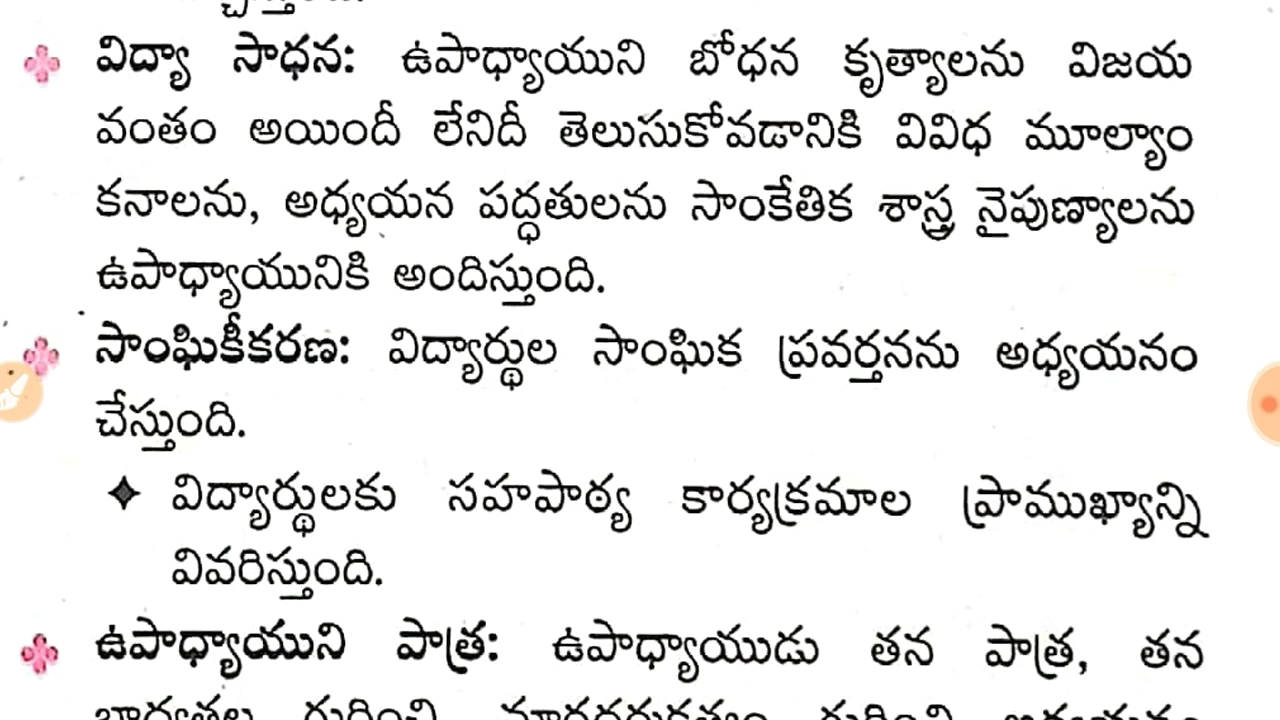 విద్యా సాధన: ఉపాధ్యాయుని బోధన కృత్యాలను విజయ
వంతం అయిందీ లేనిదీ తెలుసుకోవడానికి వివిధ మూల్యాం
కనాలను, అధ్యయన పద్ధతులను సాంకేతిక శాస్త్ర నైపుణ్యాలను
ఉపాధ్యాయునికి అందిస్తుంది.
సాంఘికీకరణ: విద్యార్థుల సాంఘిక ప్రవర్తనను అధ్యయనం
చేస్తుంది.
విద్యార్థులకు సహపాఠ్య కార్యక్రమాల ప్రాముఖ్యాన్ని
వివరిస్తుంది.
ఉపాధ్యాయుని పాత్ర: ఉపాధ్యాయుడు తన పాత్ర, తన